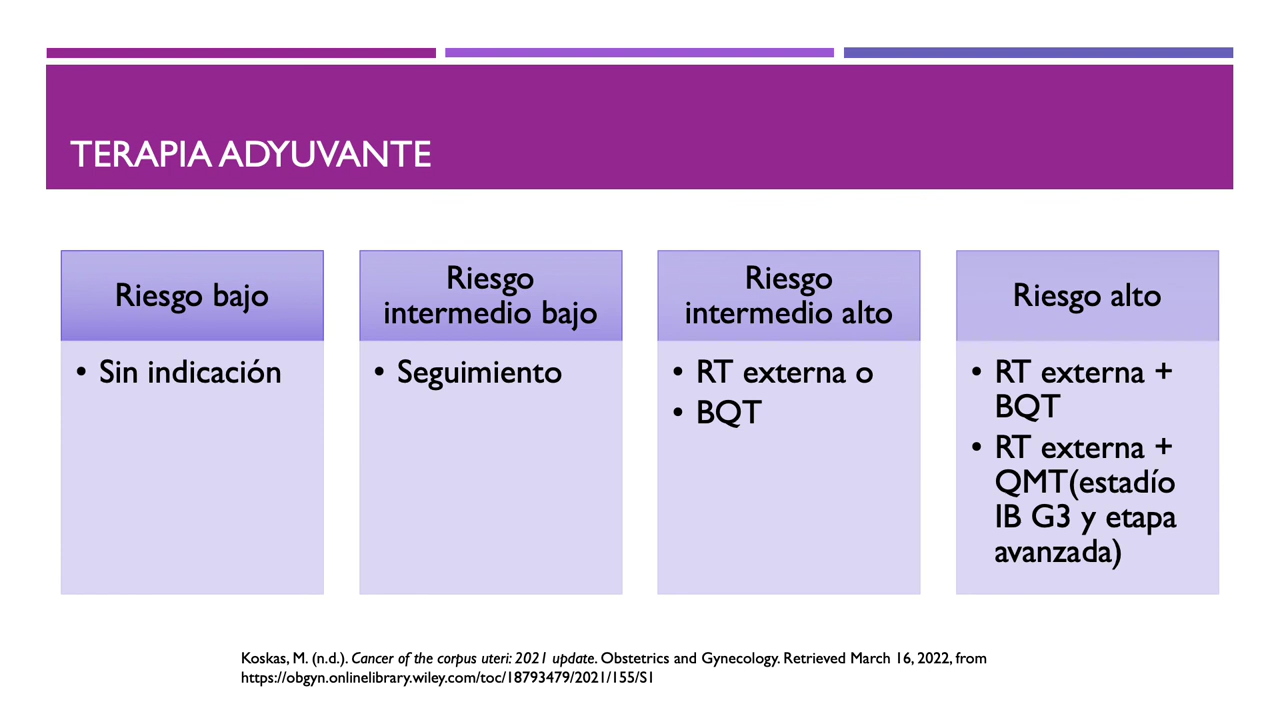 TERAPIA ADYUVANTE
Riesgo bajo
• Sin indicación
Riesgo
intermedio bajo
• Seguimiento
Riesgo
intermedio alto
• RT externa o
• BQT
Riesgo alto
• RT externa +
BQT
• RT externa +
QMT(estadío
IB G3 y etapa
avanzada)
Koskas, M. (n.d.). Cancer of the corpus uteri: 2021 update. Obstetrics and Gynecology. Retrieved March 16, 2022, from
https://obgyn.onlinelibrary.wiley.com/toc/18793479/2021/155/S1